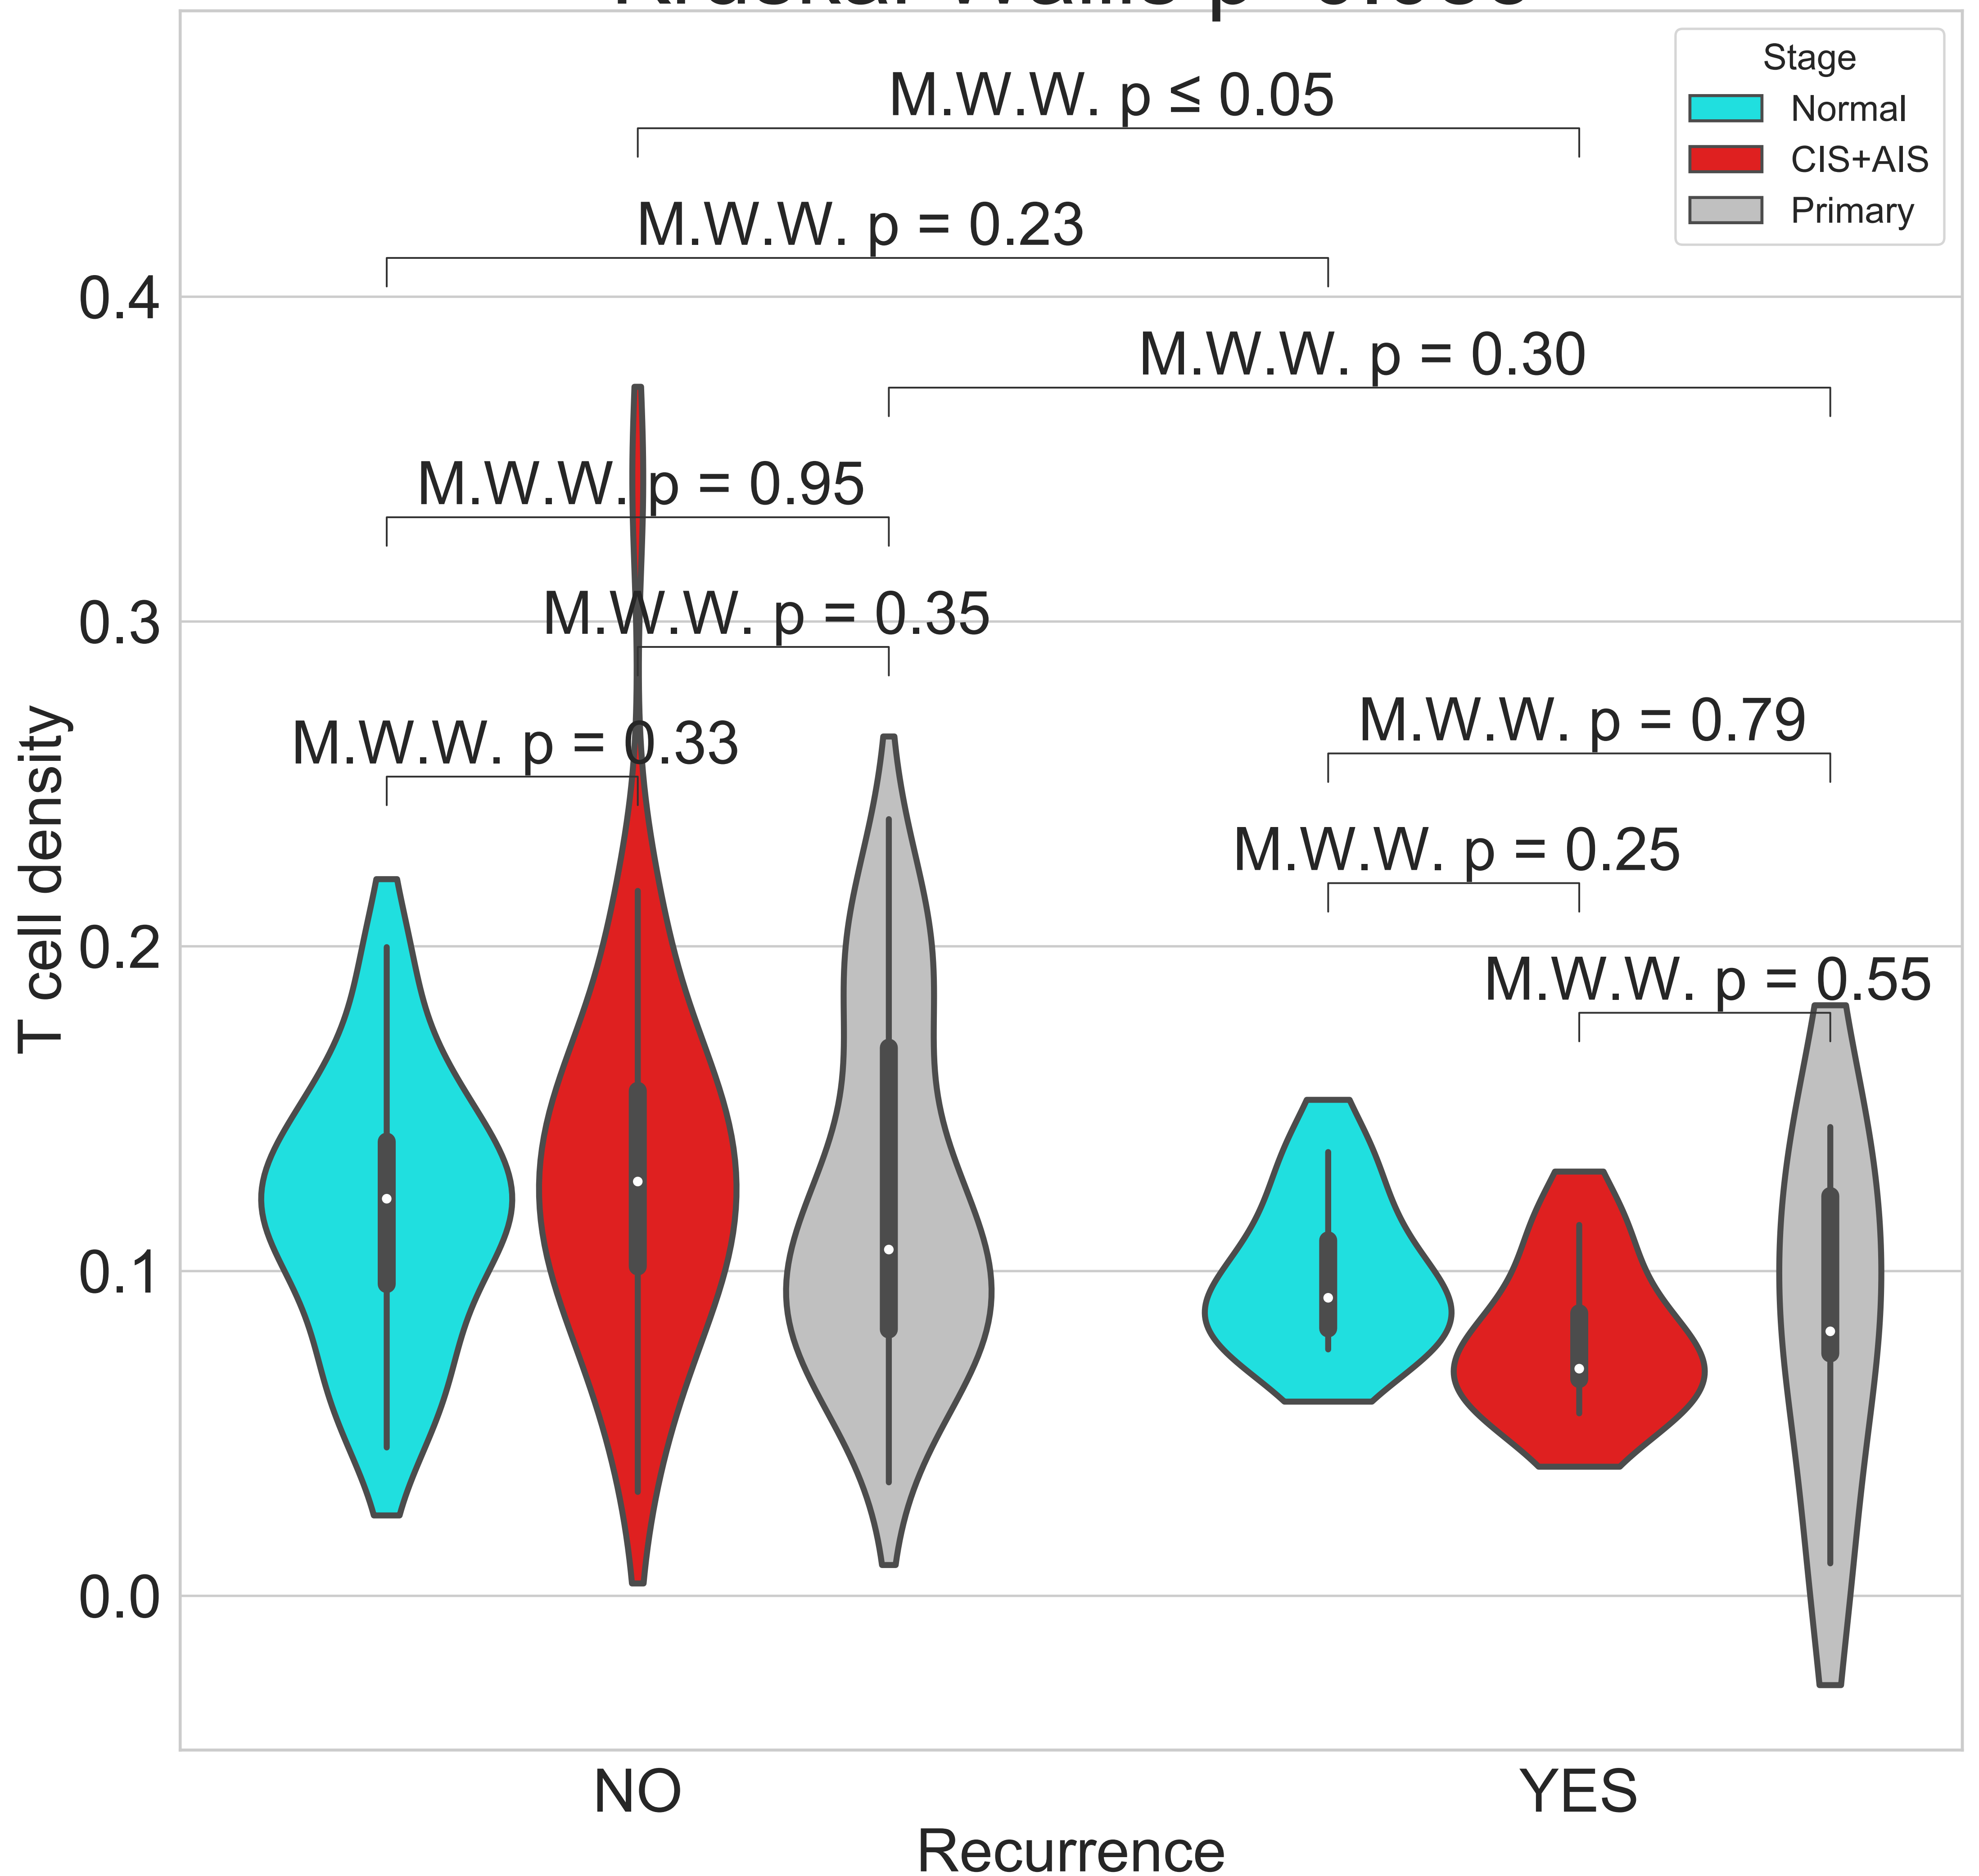 Stage
Normal
CIS+AIS
Primary
M.W.W. p ≤ 0.05
M.W.W. p = 0.23
M.W.W. p = 0.30
M.W.W. p = 0.95
M.W.W. p = 0.35
M.W.W. p = 0.33
M.W.W. p = 0.79
M.W.W. p = 0.25
M.W.W. p = 0.55
0.4
0.3
0.2
0.1
0.0
T cell density
NO
YES
Recurrence